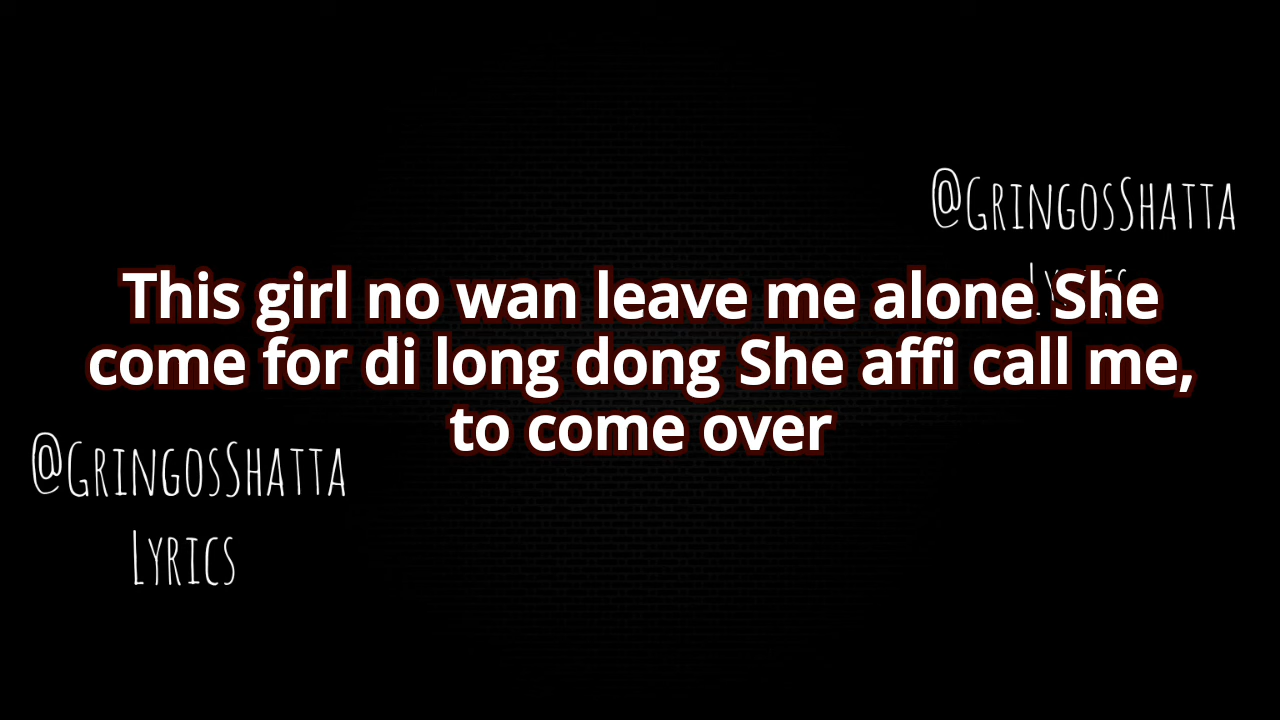 @GringosShatta
This girl no wan leave me alone She
come for di long dong She affi call me,
to come over
@GringosShatta
Lyrics